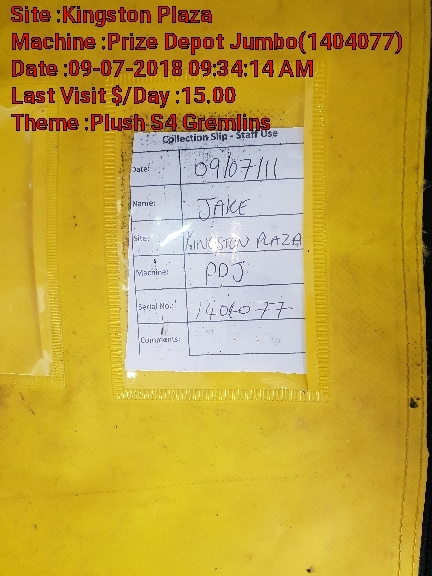 Site :Kingston Plaza
Machine :Prize Depot Jumbo(1404077)
Date :09-07-2018 09:34:14 AM
Last Visit $/Day :15.00
Theme :Plush S4 Gremlins
Collection Slip - Staff Use
Date: 09/07/11
Name: JAKE
Site: KINGSTON PLAZA
Machine: PDJ
Serial No.: 1404077
Comments: